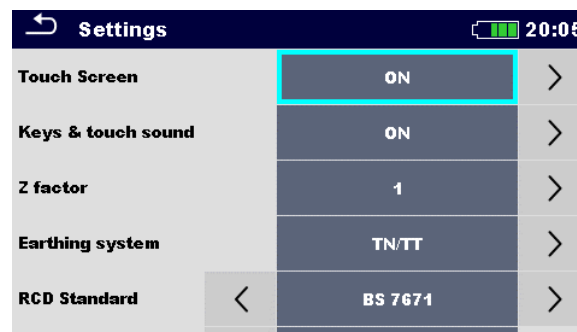 Settings 20:05
Touch Screen ON
Keys & touch sound ON
Z factor 1
Earthing system TN/TT
RCD Standard BS 7671